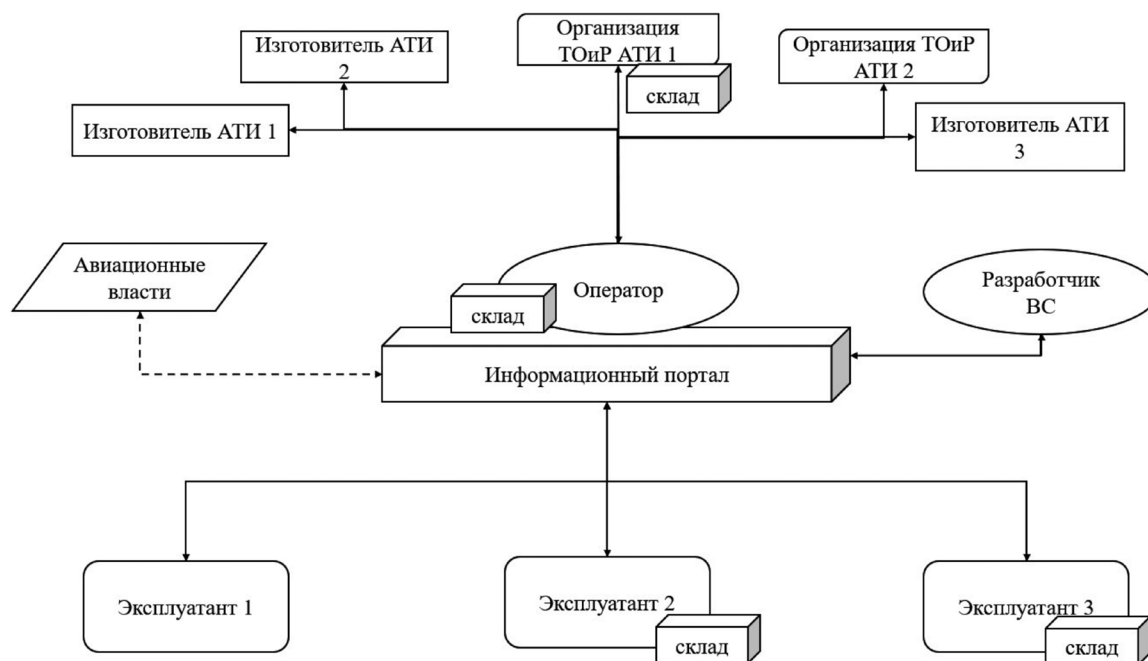 Изготовитель АТИ
2
Организация
ТОиР АТИ 1
склад
Организация ТОиР
АТИ 2
Изготовитель АТИ 1
Изготовитель АТИ
3
Авиационные
власти
Оператор
склад
Разработчик
ВС
Информационный портал
Эксплуатант 1
Эксплуатант 2
склад
Эксплуатант 3
склад